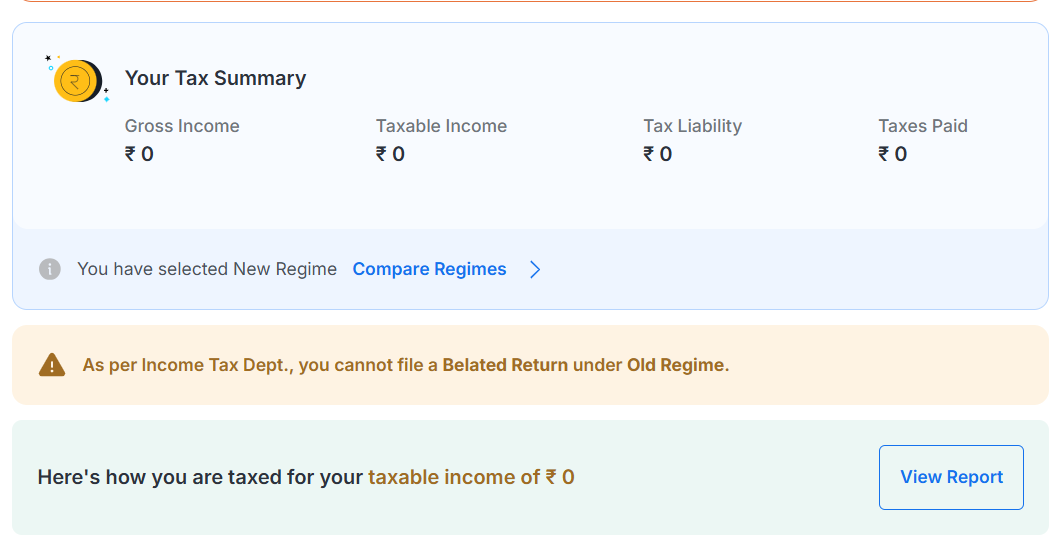 Your Tax Summary
Gross Income Taxable Income Tax Liability Taxes Paid
₹ 0 ₹ 0 ₹ 0 ₹ 0
You have selected New Regime Compare Regimes
As per Income Tax Dept., you cannot file a Belated Return under Old Regime.
Here's how you are taxed for your taxable income of ₹ 0 View Report